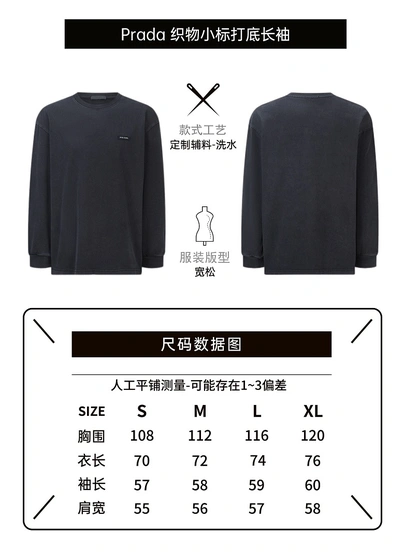 Prada 织物小标打底长袖
款式工艺
定制辅料-洗水
服装版型
宽松
尺码数据图
人工平铺测量-可能存在1~3偏差
SIZE S M L XL
胸围 108 112 116 120
衣长 70 72 74 76
袖长 57 58 59 60
肩宽 55 56 57 58